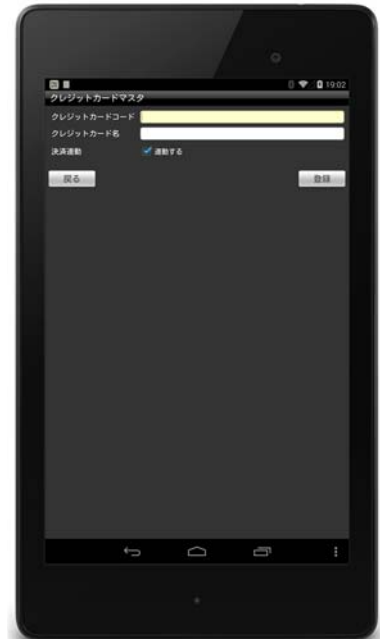 19:02
クレジットカードマスタ
クレジットカードコード
クレジットカード名
決済連動 連動する
戻る 登録